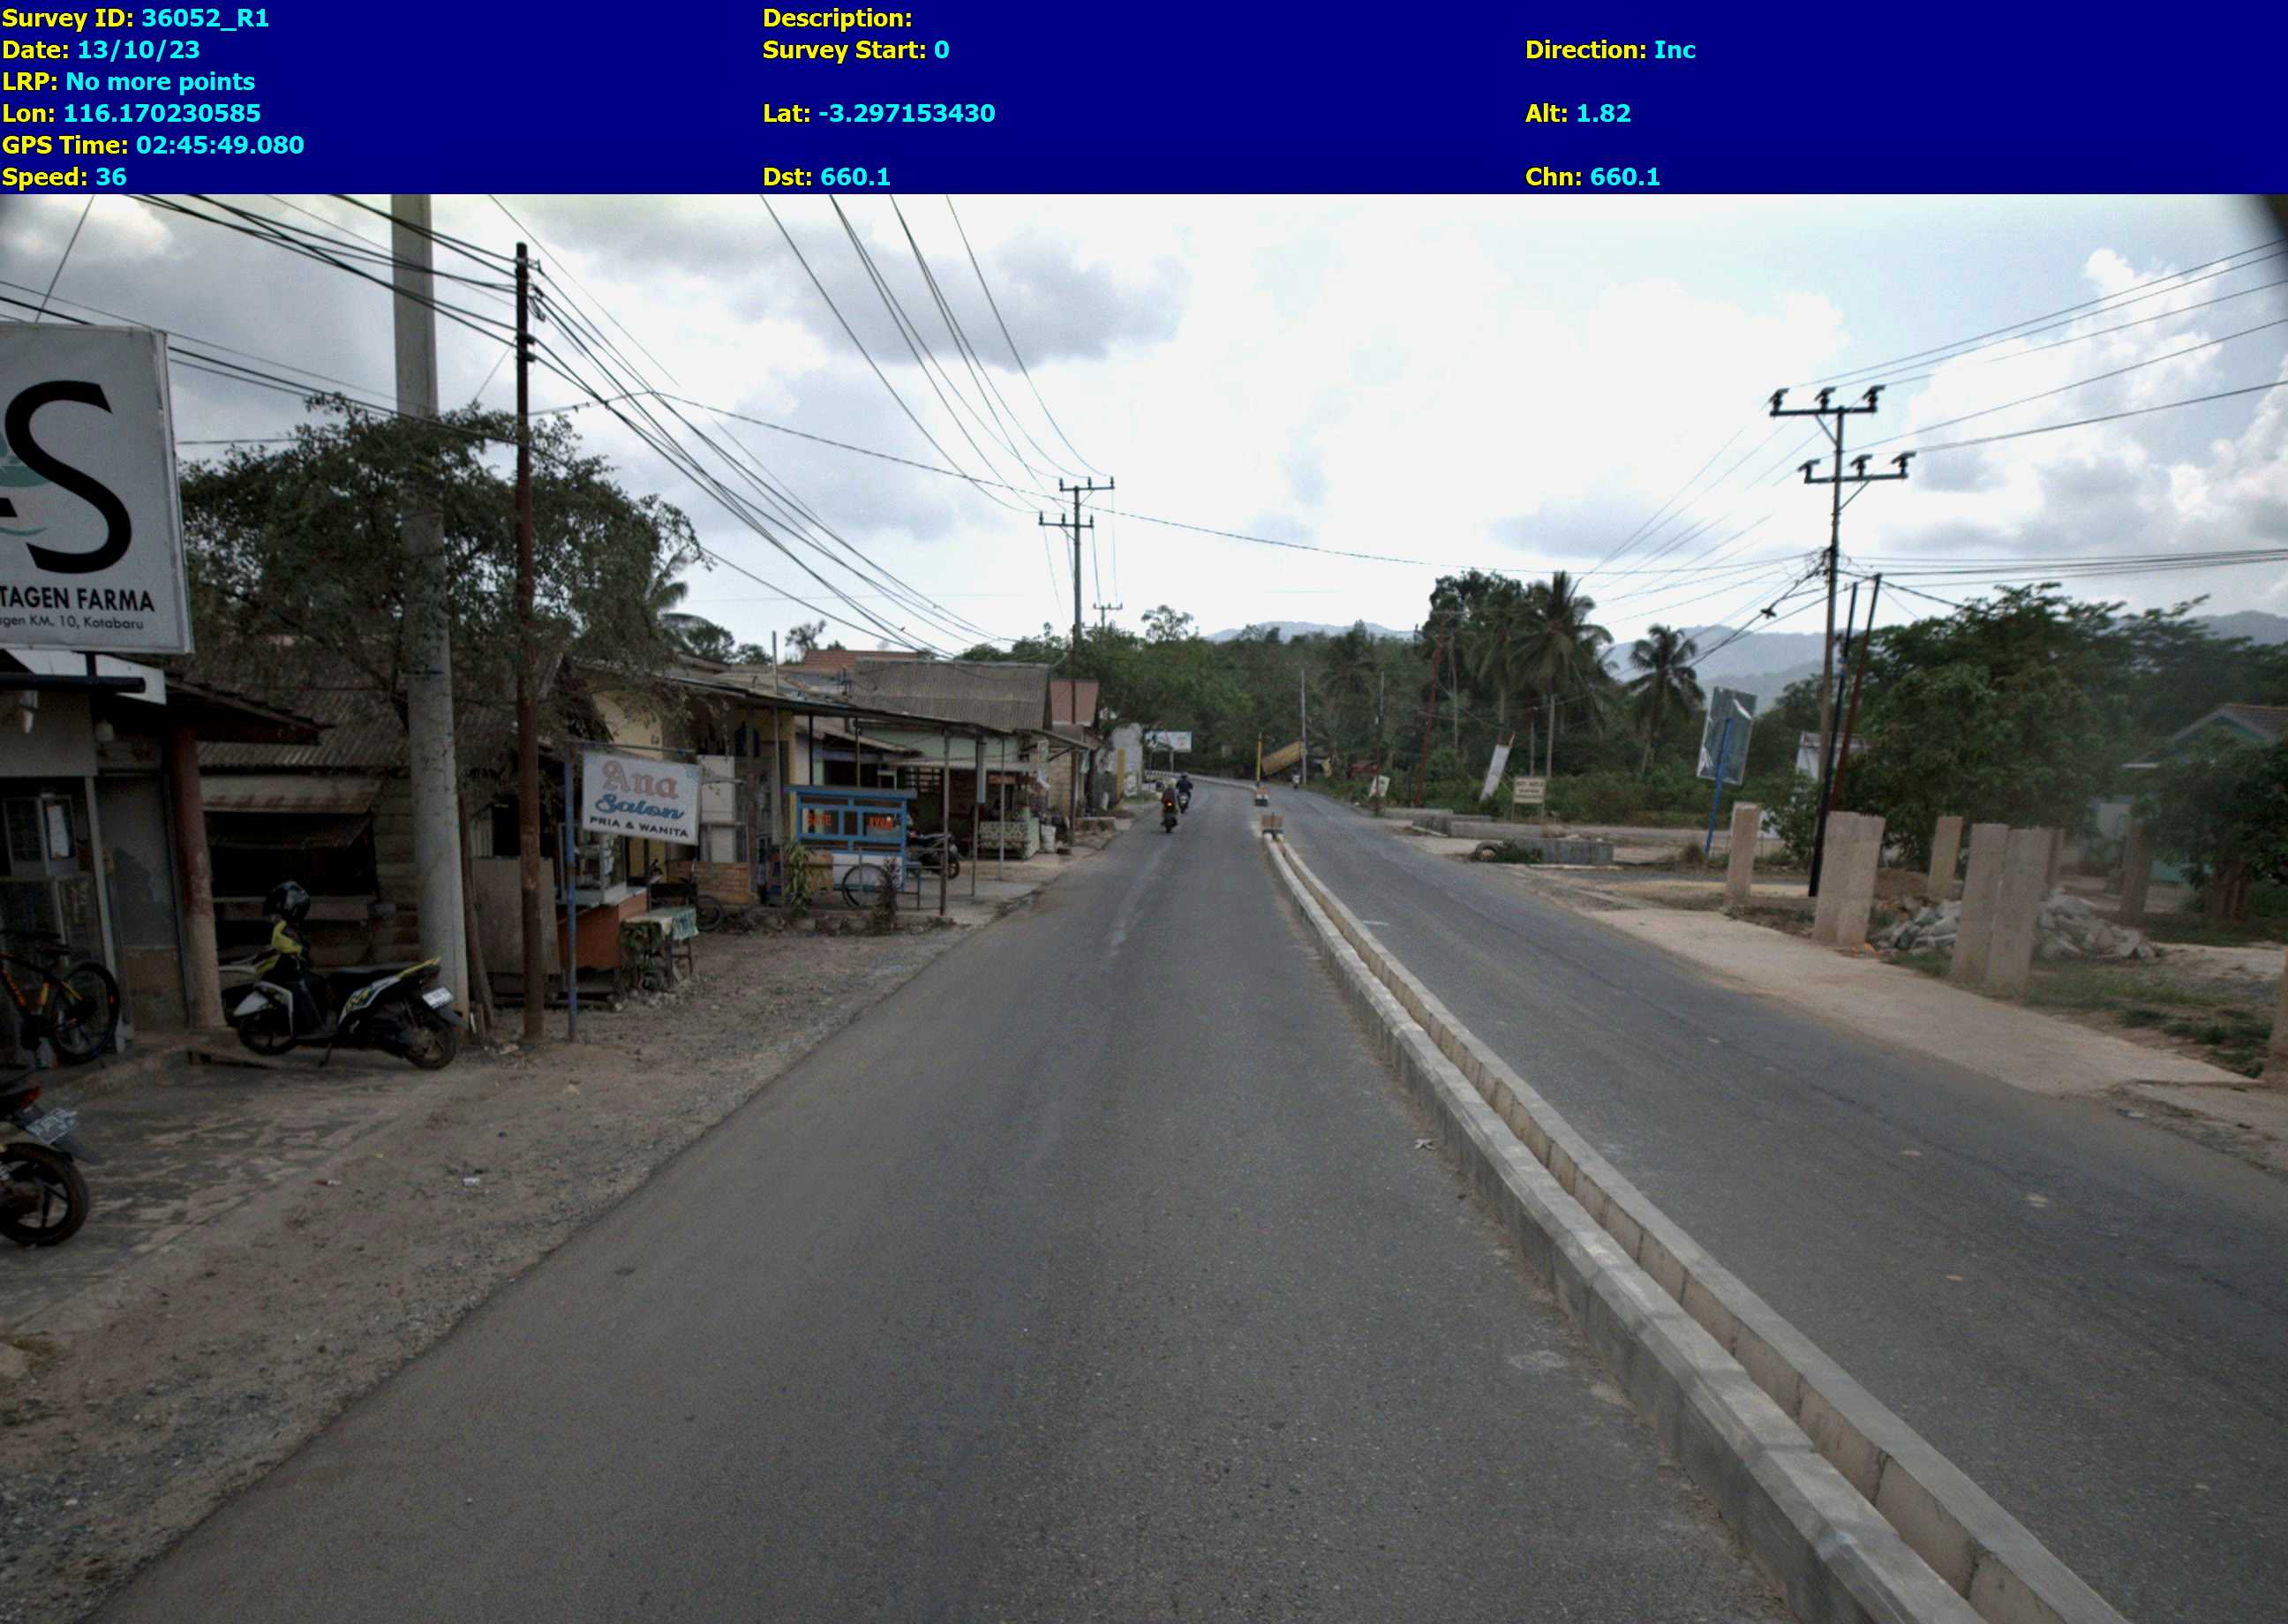 Survey ID: 36052_R1
Description:
Date: 13/10/23
Survey Start: 0
Direction: Inc
LRP: No more points
Lon: 116.170230585
Lat: -3.297153430
Alt: 1.82
GPS Time: 02:45:49.080
Speed: 36
Dst: 660.1
Chn: 660.1
S
TAGEN FARMA
gen KM. 10, Kotabaru
Ana
Salon
PRIA & WANITA